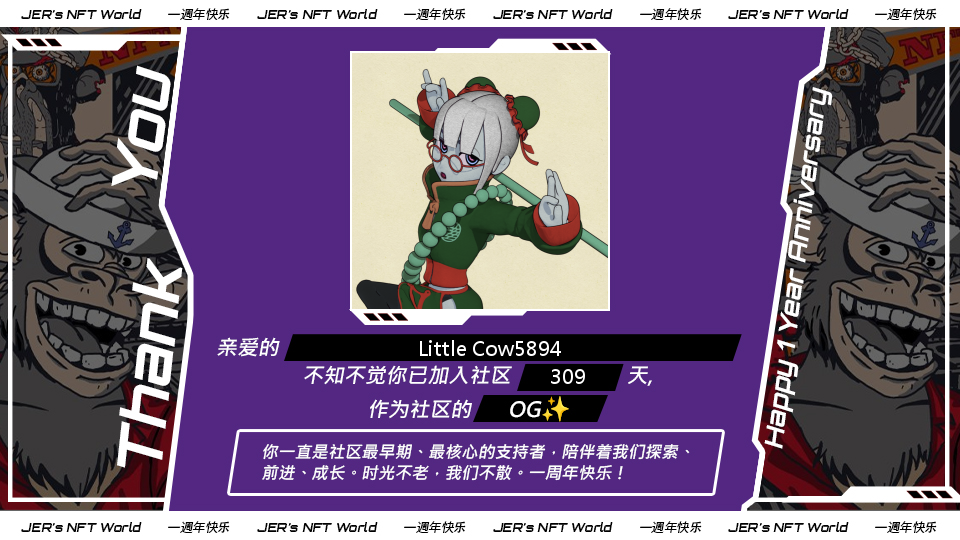 JER's NFT World 一週年快乐 JER's NFT World 一週年快乐 JER's NFT World 一週年快乐 JER's NFT World 一週年快乐
Thank You
亲爱的 Little Cow5894
不知不觉你已加入社区 309 天,
作为社区的 OG✨
你一直是社区最早期、最核心的支持者，陪伴着我们探索、
前进、成长。时光不老，我们不散。一周年快乐！
Happy 1 Year Anniversary
JER's NFT World 一週年快乐 JER's NFT World 一週年快乐 JER's NFT World 一週年快乐 JER's NFT World 一週年快乐